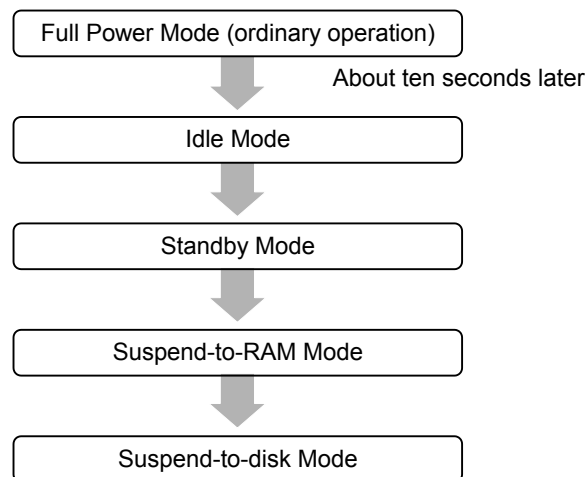 Full Power Mode (ordinary operation)
About ten seconds later
Idle Mode
Standby Mode
Suspend-to-RAM Mode
Suspend-to-disk Mode